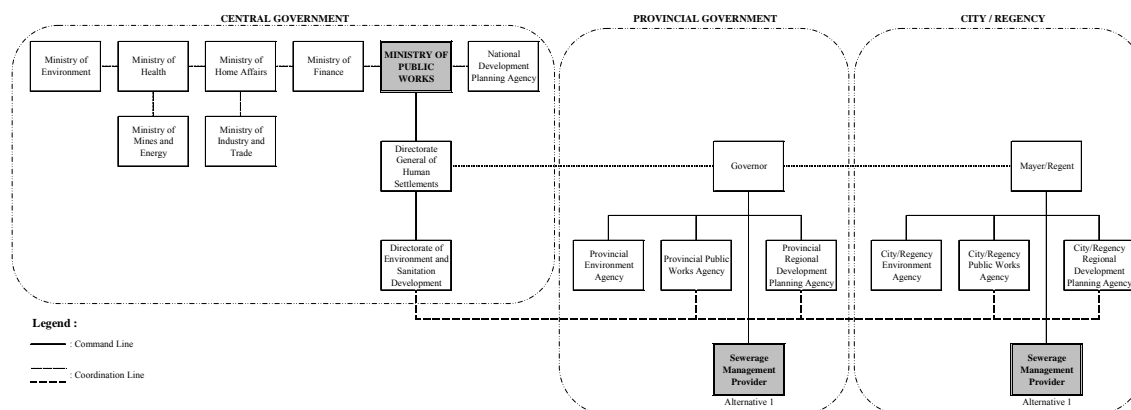 CENTRAL GOVERNMENT
PROVINCIAL GOVERNMENT
CITY / REGENCY
Ministry of
Environment
Ministry of
Health
Ministry of
Home Affairs
Ministry of
Finance
MINISTRY OF
PUBLIC
WORKS
National
Development
Planning Agency
Ministry of
Mines and
Energy
Ministry of
Industry and
Trade
Directorate
General of
Human
Settlements
Governor
Mayer/Regent
Directorate of
Environment and
Sanitation
Development
Provincial
Environment
Agency
Provincial Public
Works Agency
Provincial
Regional
Development
Planning Agency
City/Regency
Environment
Agency
City/Regency
Public Works
Agency
City/Regency
Regional
Development
Planning Agency
Legend :
: Command Line
: Coordination Line
Sewerage
Management
Provider
Alternative 1
Sewerage
Management
Provider
Alternative 1